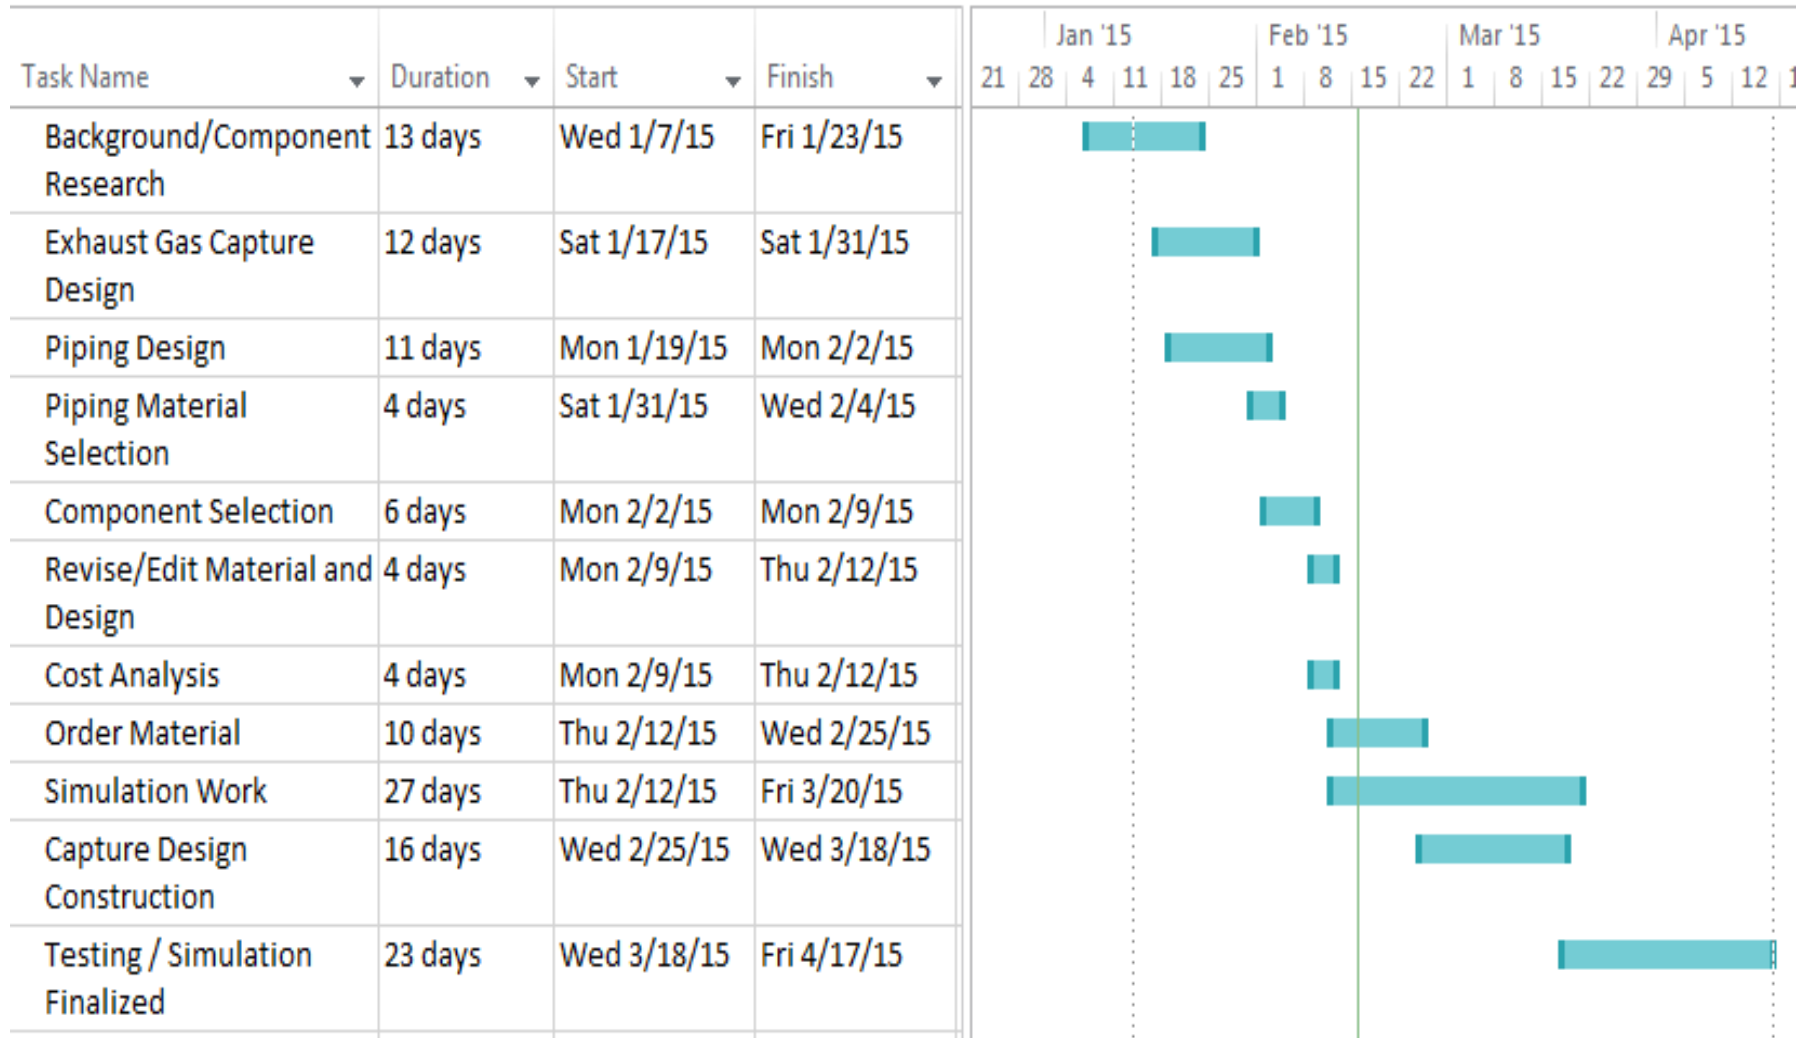 Jan '15 Feb '15 Mar '15 Apr '15
Task Name Duration Start Finish 21 28 4 11 18 25 1 8 15 22 1 8 15 22 29 5 12
Background/Component 13 days Wed 1/7/15 Fri 1/23/15
Research
Exhaust Gas Capture 12 days Sat 1/17/15 Sat 1/31/15
Design
Piping Design 11 days Mon 1/19/15 Mon 2/2/15
Piping Material 4 days Sat 1/31/15 Wed 2/4/15
Selection
Component Selection 6 days Mon 2/2/15 Mon 2/9/15
Revise/Edit Material and 4 days Mon 2/9/15 Thu 2/12/15
Design
Cost Analysis 4 days Mon 2/9/15 Thu 2/12/15
Order Material 10 days Thu 2/12/15 Wed 2/25/15
Simulation Work 27 days Thu 2/12/15 Fri 3/20/15
Capture Design 16 days Wed 2/25/15 Wed 3/18/15
Construction
Testing / Simulation 23 days Wed 3/18/15 Fri 4/17/15
Finalized